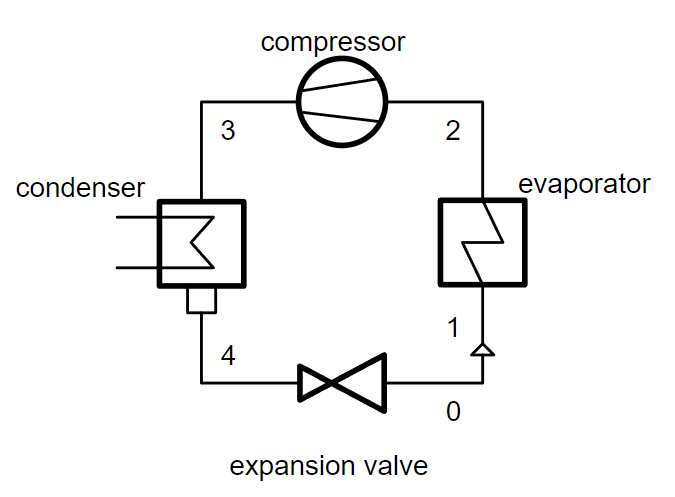 compressor
3
2
condenser
evaporator
1
4
0
expansion valve